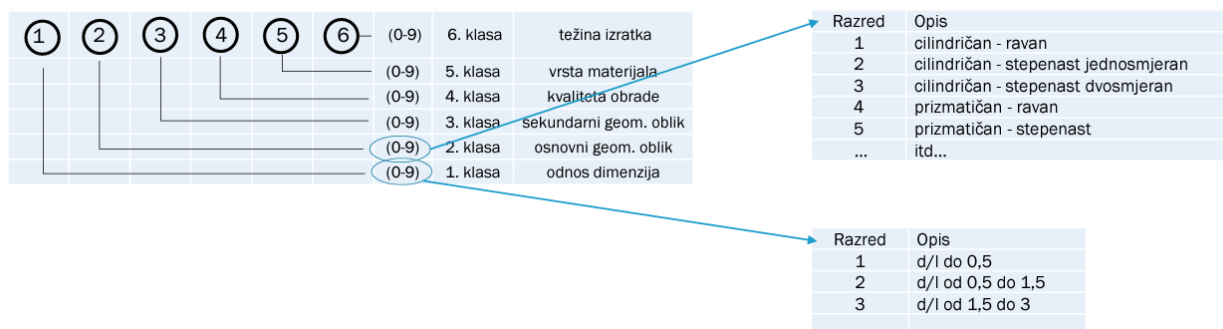 1 2 3 4 5 6 (0-9) 6. klasa težina izratka
(0-9) 5. klasa vrsta materijala
(0-9) 4. klasa kvaliteta obrade
(0-9) 3. klasa sekundarni geom. oblik
(0-9) 2. klasa osnovni geom. oblik
(0-9) 1. klasa odnos dimenzija
Razred Opis
1 cilindričan - ravan
2 cilindričan - stepenast jednosmjeran
3 cilindričan - stepenast dvosmjeran
4 prizmatičan - ravan
5 prizmatičan - stepenast
... itd...
Razred Opis
1 d/l do 0,5
2 d/l od 0,5 do 1,5
3 d/l od 1,5 do 3